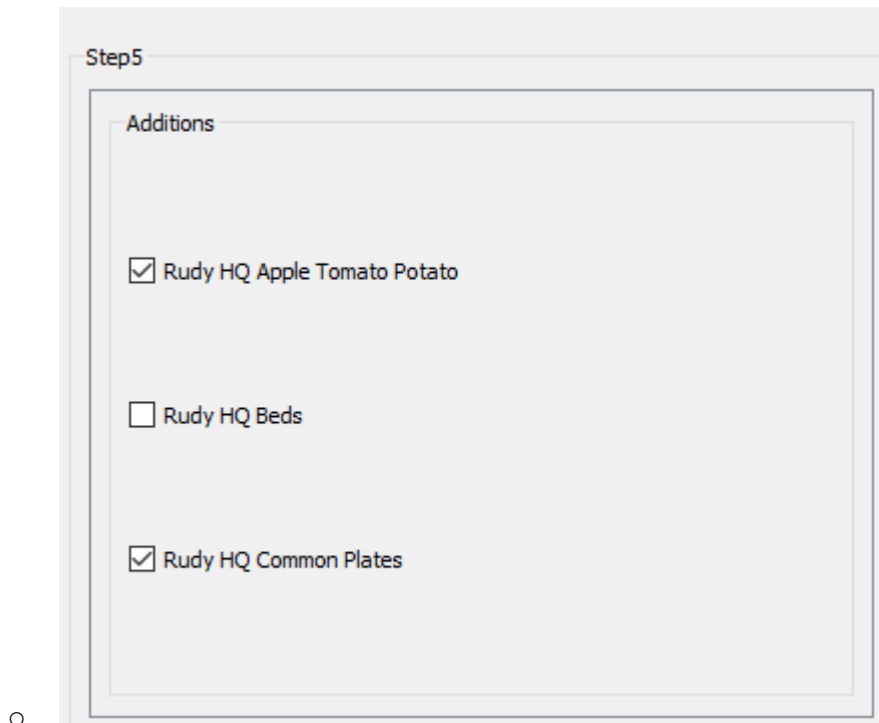 Step5
Additions
Rudy HQ Apple Tomato Potato
Rudy HQ Beds
Rudy HQ Common Plates